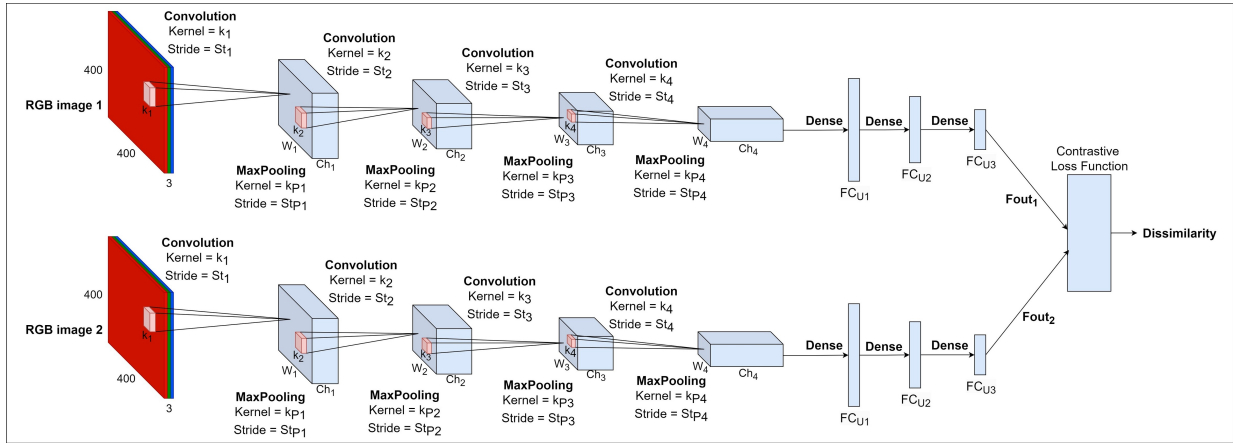 Convolution
Kernel = k1
Stride = St1
400
RGB image 1
k1
400
3
Convolution
Kernel = k2
Stride = St2
k2
W1
Ch1
MaxPooling
Kernel = kP1
Stride = StP1
Convolution
Kernel = k3
Stride = St3
k3
W2
Ch2
MaxPooling
Kernel = kP2
Stride = StP2
Convolution
Kernel = k4
Stride = St4
k4
W3
Ch3
MaxPooling
Kernel = kP3
Stride = StP3
W4
Ch4
MaxPooling
Kernel = kP4
Stride = StP4
Dense
FCU1
Dense
FCU2
Dense
FCU3
Fout1
Contrastive
Loss Function
Dissimilarity
Convolution
Kernel = k1
Stride = St1
400
RGB image 2
k1
400
3
Convolution
Kernel = k2
Stride = St2
k2
W1
Ch1
MaxPooling
Kernel = kP1
Stride = StP1
Convolution
Kernel = k3
Stride = St3
k3
W2
Ch2
MaxPooling
Kernel = kP2
Stride = StP2
Convolution
Kernel = k4
Stride = St4
k4
W3
Ch3
MaxPooling
Kernel = kP3
Stride = StP3
W4
Ch4
MaxPooling
Kernel = kP4
Stride = StP4
Dense
FCU1
Dense
FCU2
Dense
FCU3
Fout2